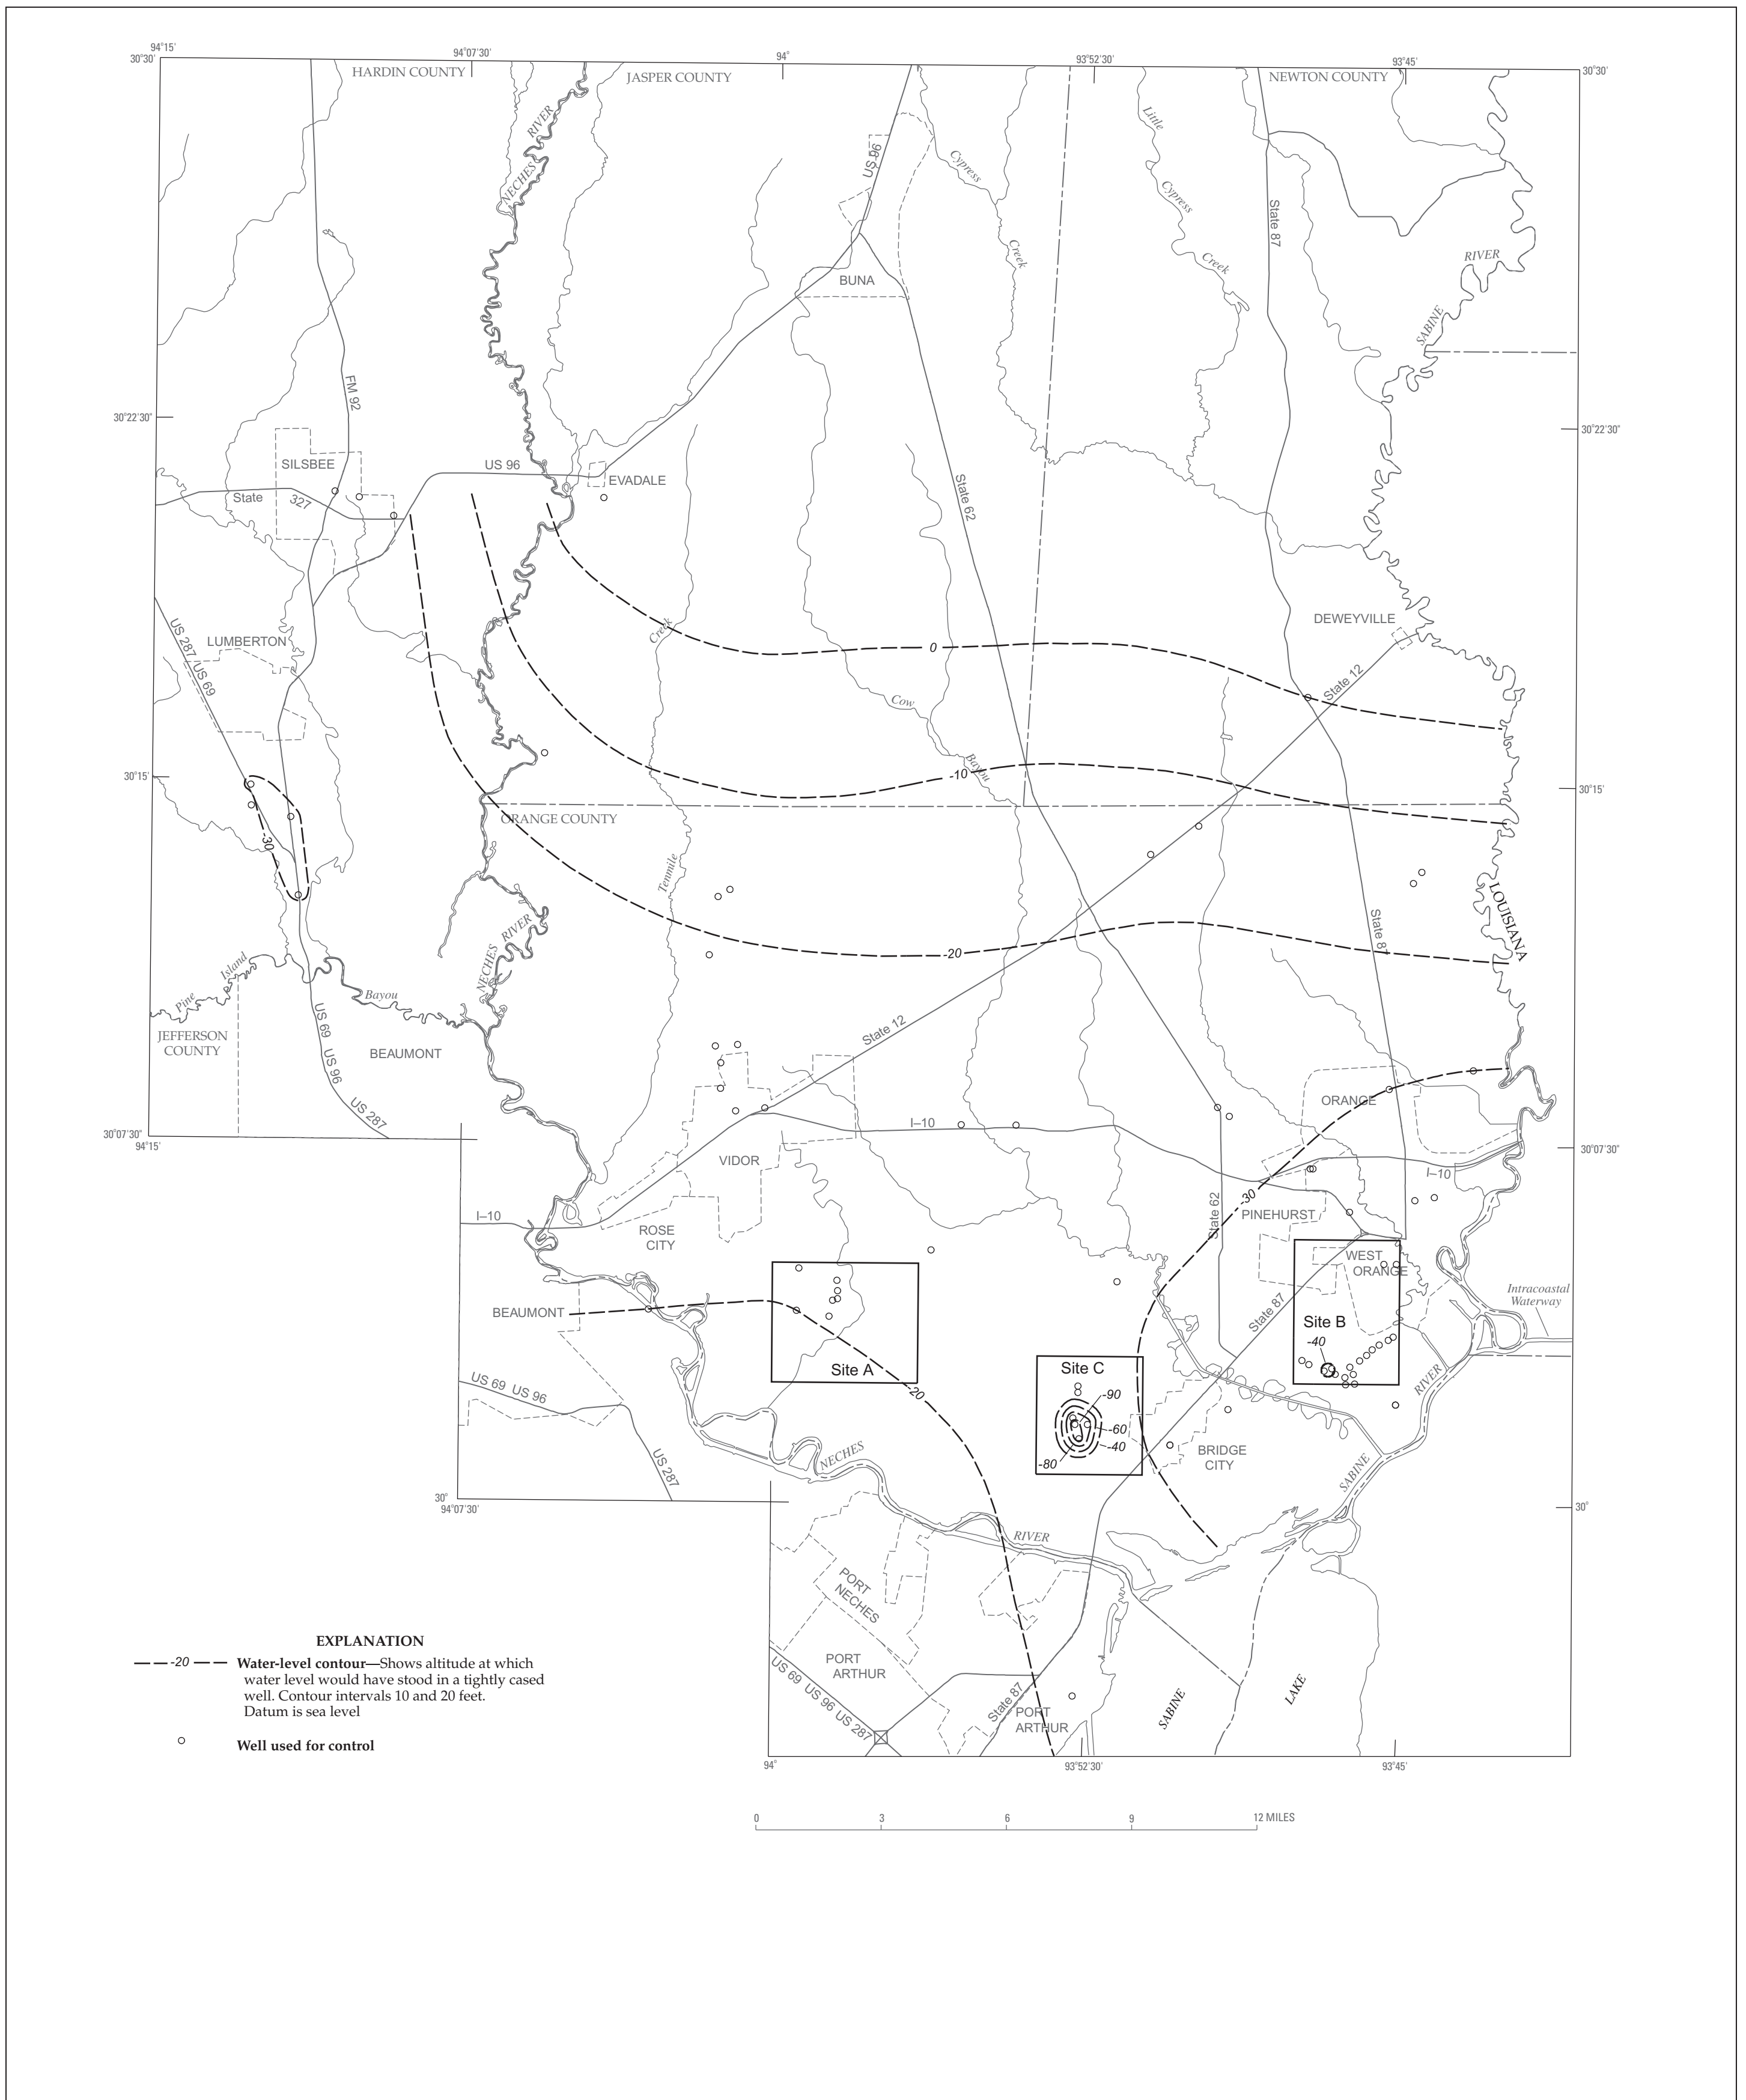 94°15'
94°07'30"
94°
93°52'30"
93°45'
30°30'
30°30'
HARDIN COUNTY
JASPER COUNTY
NEWTON COUNTY
NECHES RIVER
US 96
Cypress
Creek
Little
Cypress
Creek
State 87
RIVER
SABINE
BUNA
FM 92
30°22'30"
30°22'30"
SILSBEE
State 327
US 96
EVADALE
State 62
DEWEYVILLE
State 12
LUMBERTON
US 287 US 69
Creek
0
Cow
Bayou
-10
30°15'
30°15'
ORANGE COUNTY
-30
Tenmile
LOUISIANA
State 87
NECHES RIVER
-20
Pine Island
Bayou
JEFFERSON
COUNTY
BEAUMONT
US 69 US 96
US 287
State 12
ORANGE
I–10
30°07'30"
94°15'
30°07'30"
VIDOR
I–10
-30
State 62
PINEHURST
I–10
ROSE
CITY
WEST
ORANGE
Intracoastal
Waterway
BEAUMONT
State 87
Site B
-40
Site A
Site C
-90
-60
-40
-80
-20
RIVER
US 69 US 96
US 287
BRIDGE
CITY
NECHES
SABINE
30°
94°07'30"
30°
RIVER
PORT
NECHES
PORT
ARTHUR
US 69 US 96 US 287
State 87
PORT
ARTHUR
SABINE
LAKE
94°
93°52'30"
93°45'
EXPLANATION
-20
Water-level contour—Shows altitude at which
water level would have stood in a tightly cased
well. Contour intervals 10 and 20 feet.
Datum is sea level
Well used for control
0
3
6
9
12 MILES